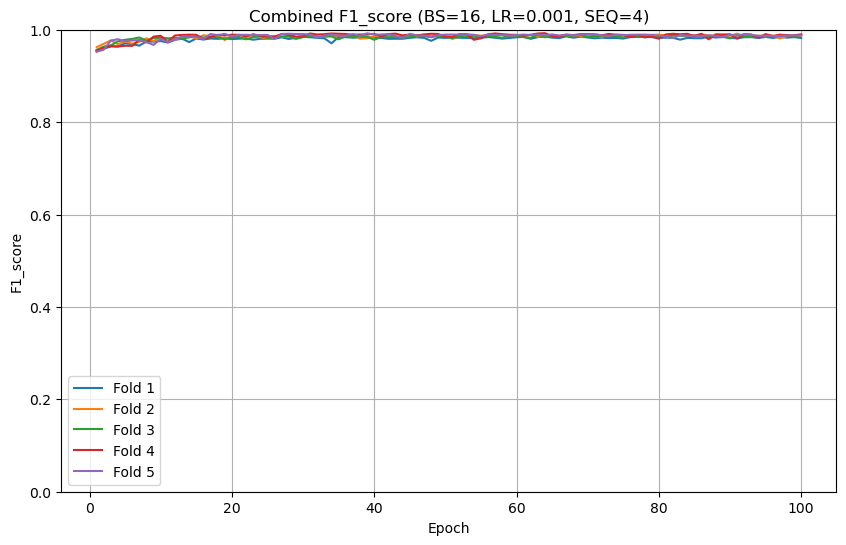 Combined F1_score (BS=16, LR=0.001, SEQ=4)
1.0
0.8
0.6
0.4
0.2
0.0
F1_score
Fold 1
Fold 2
Fold 3
Fold 4
Fold 5
0 20 40 60 80 100
Epoch